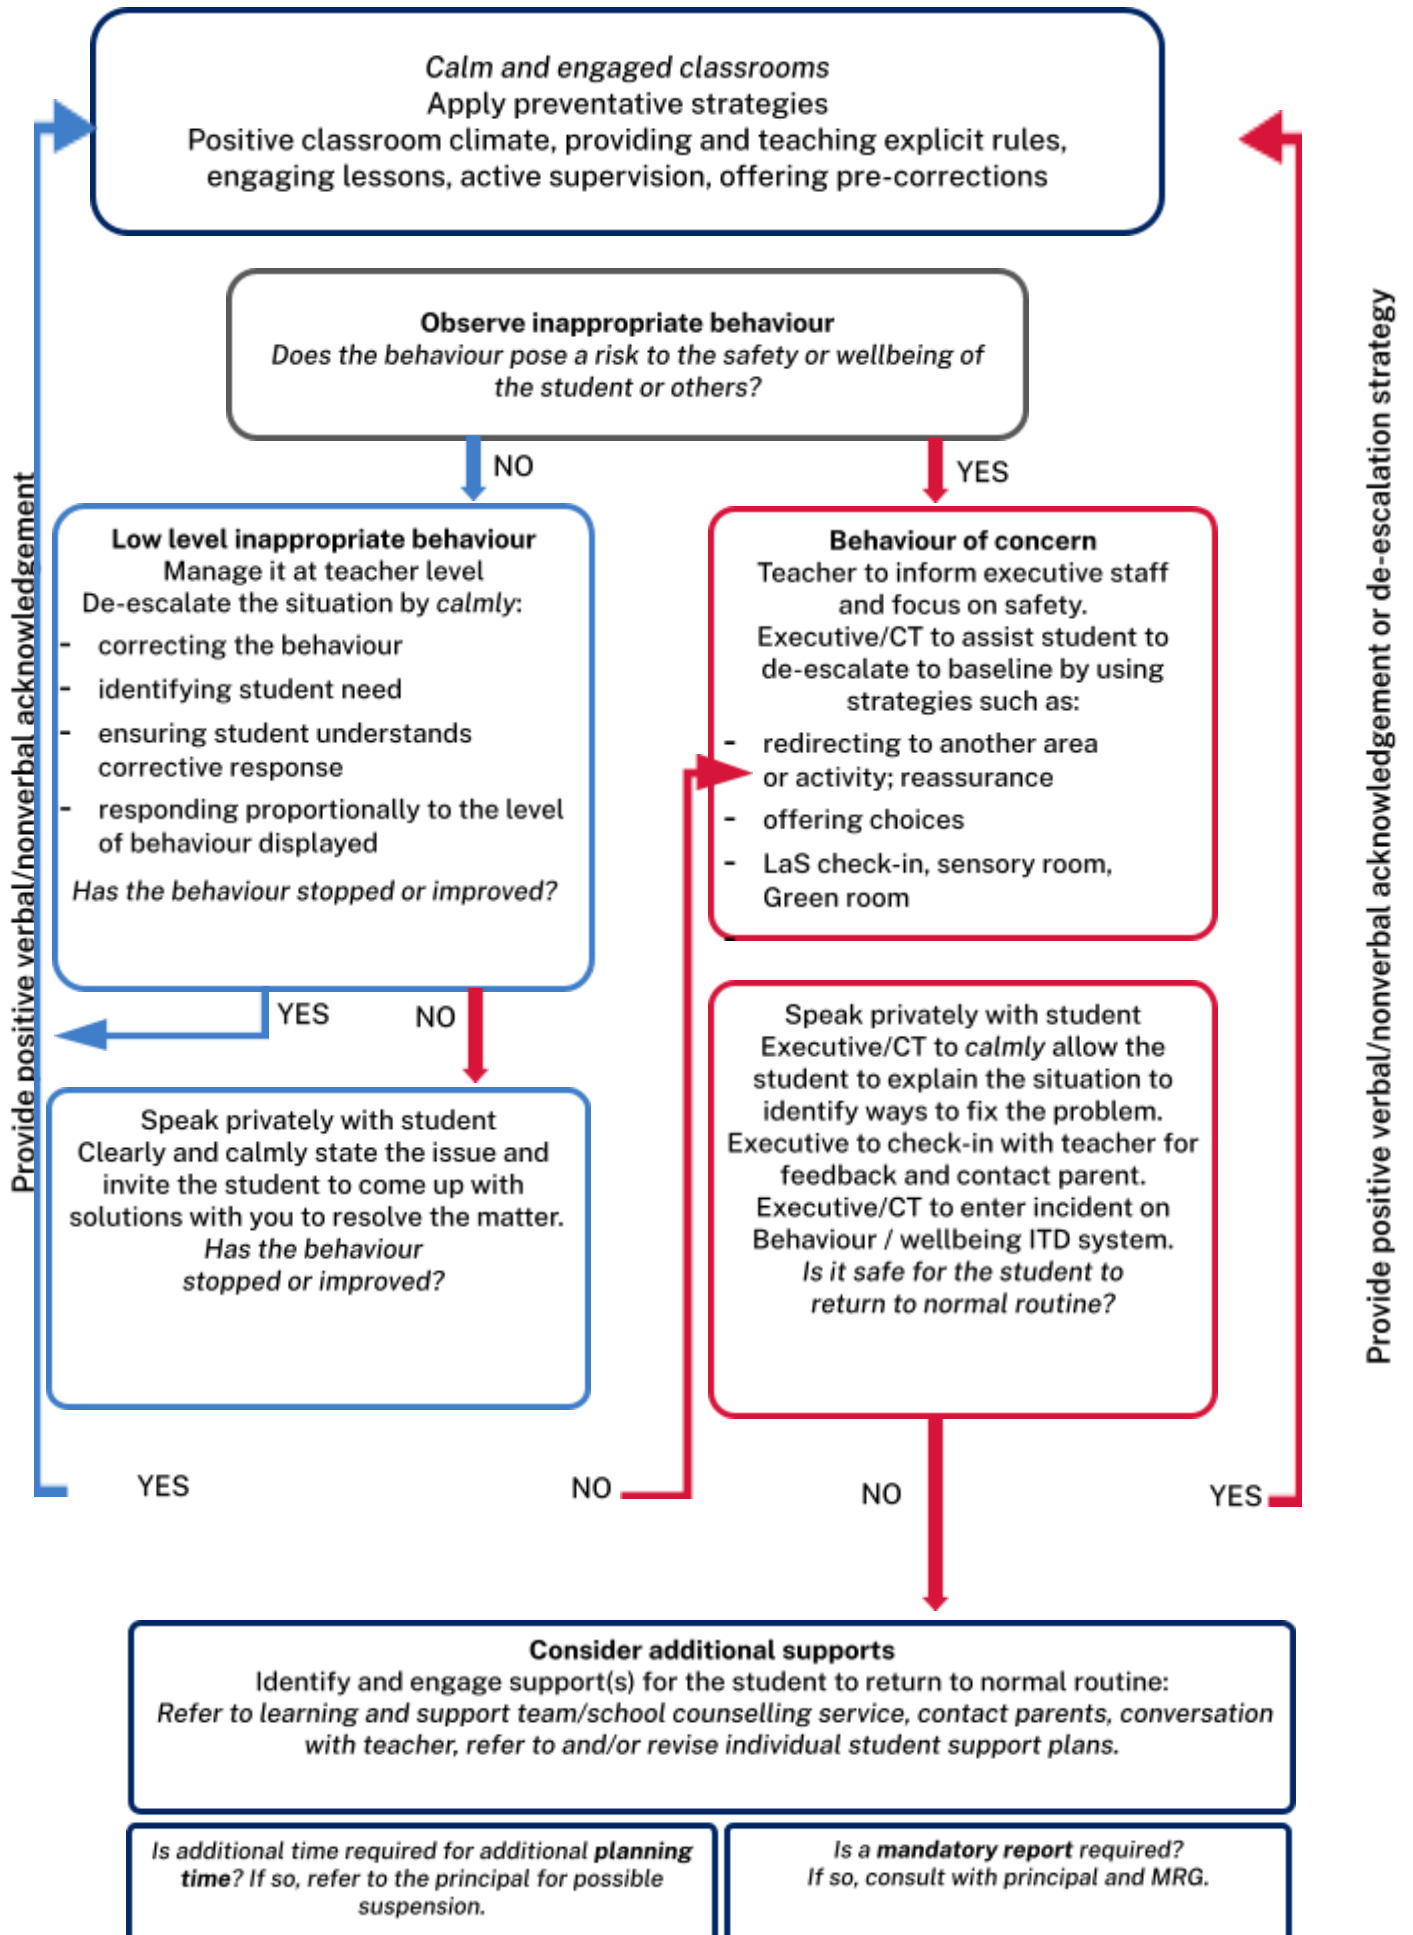 Calm and engaged classrooms
Apply preventative strategies
Positive classroom climate, providing and teaching explicit rules,
engaging lessons, active supervision, offering pre-corrections
Observe inappropriate behaviour
Does the behaviour pose a risk to the safety or wellbeing of
the student or others?
NO
YES
Provide positive verbal/nonverbal acknowledgement
Low level inappropriate behaviour
Manage it at teacher level
De-escalate the situation by calmly:
- correcting the behaviour
- identifying student need
- ensuring student understands
corrective response
- responding proportionally to the level
of behaviour displayed
Has the behaviour stopped or improved?
YES
NO
Speak privately with student
Clearly and calmly state the issue and
invite the student to come up with
solutions with you to resolve the matter.
Has the behaviour
stopped or improved?
YES
NO
Behaviour of concern
Teacher to inform executive staff
and focus on safety.
Executive/CT to assist student to
de-escalate to baseline by using
strategies such as:
- redirecting to another area
or activity; reassurance
- offering choices
- LaS check-in, sensory room,
Green room
-
Speak privately with student
Executive/CT to calmly allow the
student to explain the situation to
identify ways to fix the problem.
Executive to check-in with teacher for
feedback and contact parent.
Executive/CT to enter incident on
Behaviour / wellbeing ITD system.
Is it safe for the student to
return to normal routine?
NO
YES
Provide positive verbal/nonverbal acknowledgement or de-escalation strategy
Consider additional supports
Identify and engage support(s) for the student to return to normal routine:
Refer to learning and support team/school counselling service, contact parents, conversation
with teacher, refer to and/or revise individual student support plans.
Is additional time required for additional planning
time? If so, refer to the principal for possible
suspension.
Is a mandatory report required?
If so, consult with principal and MRG.